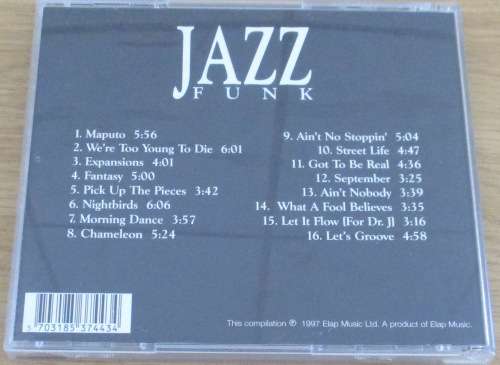 JAZZ
FUNK
1. Maputo 5:56
2. We're Too Young To Die 6:01
3. Expansions 4:01
4. Fantasy 5:00
5. Pick Up The Pieces 3:42
6. Nightbirds 6:06
7. Morning Dance 3:57
8. Chameleon 5:24
9. Ain't No Stoppin' 5:04
10. Street Life 4:47
11. Got To Be Real 4:36
12. September 3:25
13. Ain't Nobody 3:39
14. What A Fool Believes 3:35
15. Let It Flow [For Dr. J] 3:16
16. Let's Groove 4:58
5 703185 374434
This compilation ℗ 1997 Elap Music Ltd. A product of Elap Music.